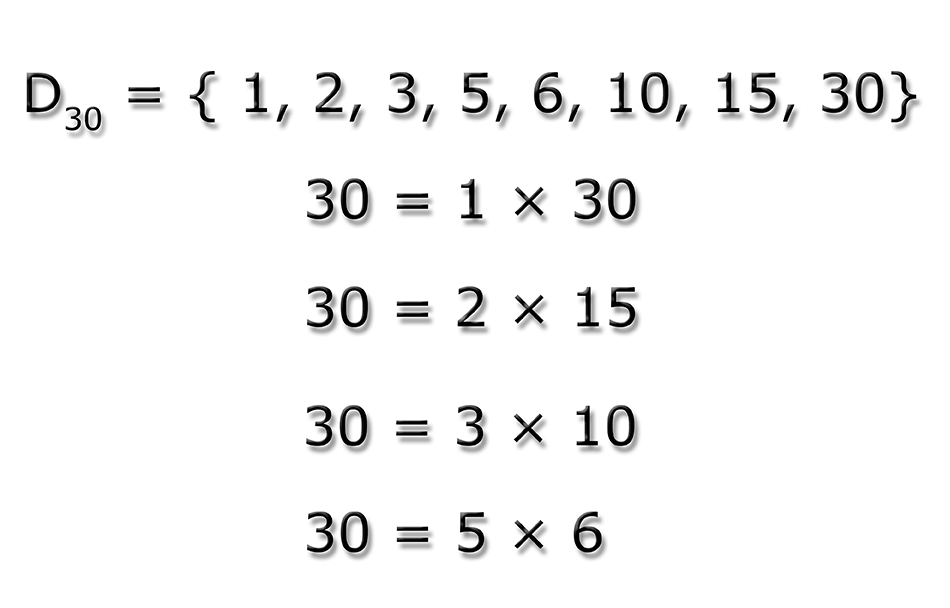 D₃₀ = { 1, 2, 3, 5, 6, 10, 15, 30}
30 = 1 × 30
30 = 2 × 15
30 = 3 × 10
30 = 5 × 6